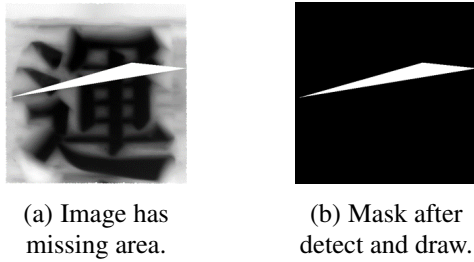 運
(a) Image has
missing area.
(b) Mask after
detect and draw.